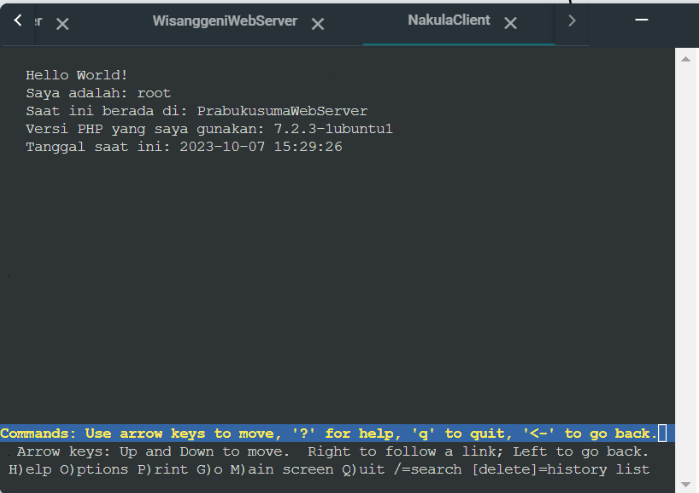 er WisanggeniWebServer NakulaClient
Hello World!
Saya adalah: root
Saat ini berada di: PrabukusumaWebServer
Versi PHP yang saya gunakan: 7.2.3-1ubuntu1
Tanggal saat ini: 2023-10-07 15:29:26
Commands: Use arrow keys to move, '?' for help, 'q' to quit, '<-' to go back.
Arrow keys: Up and Down to move. Right to follow a link; Left to go back.
H)elp O)ptions P)rint G)o M)ain screen Q)uit /=search [delete]=history list